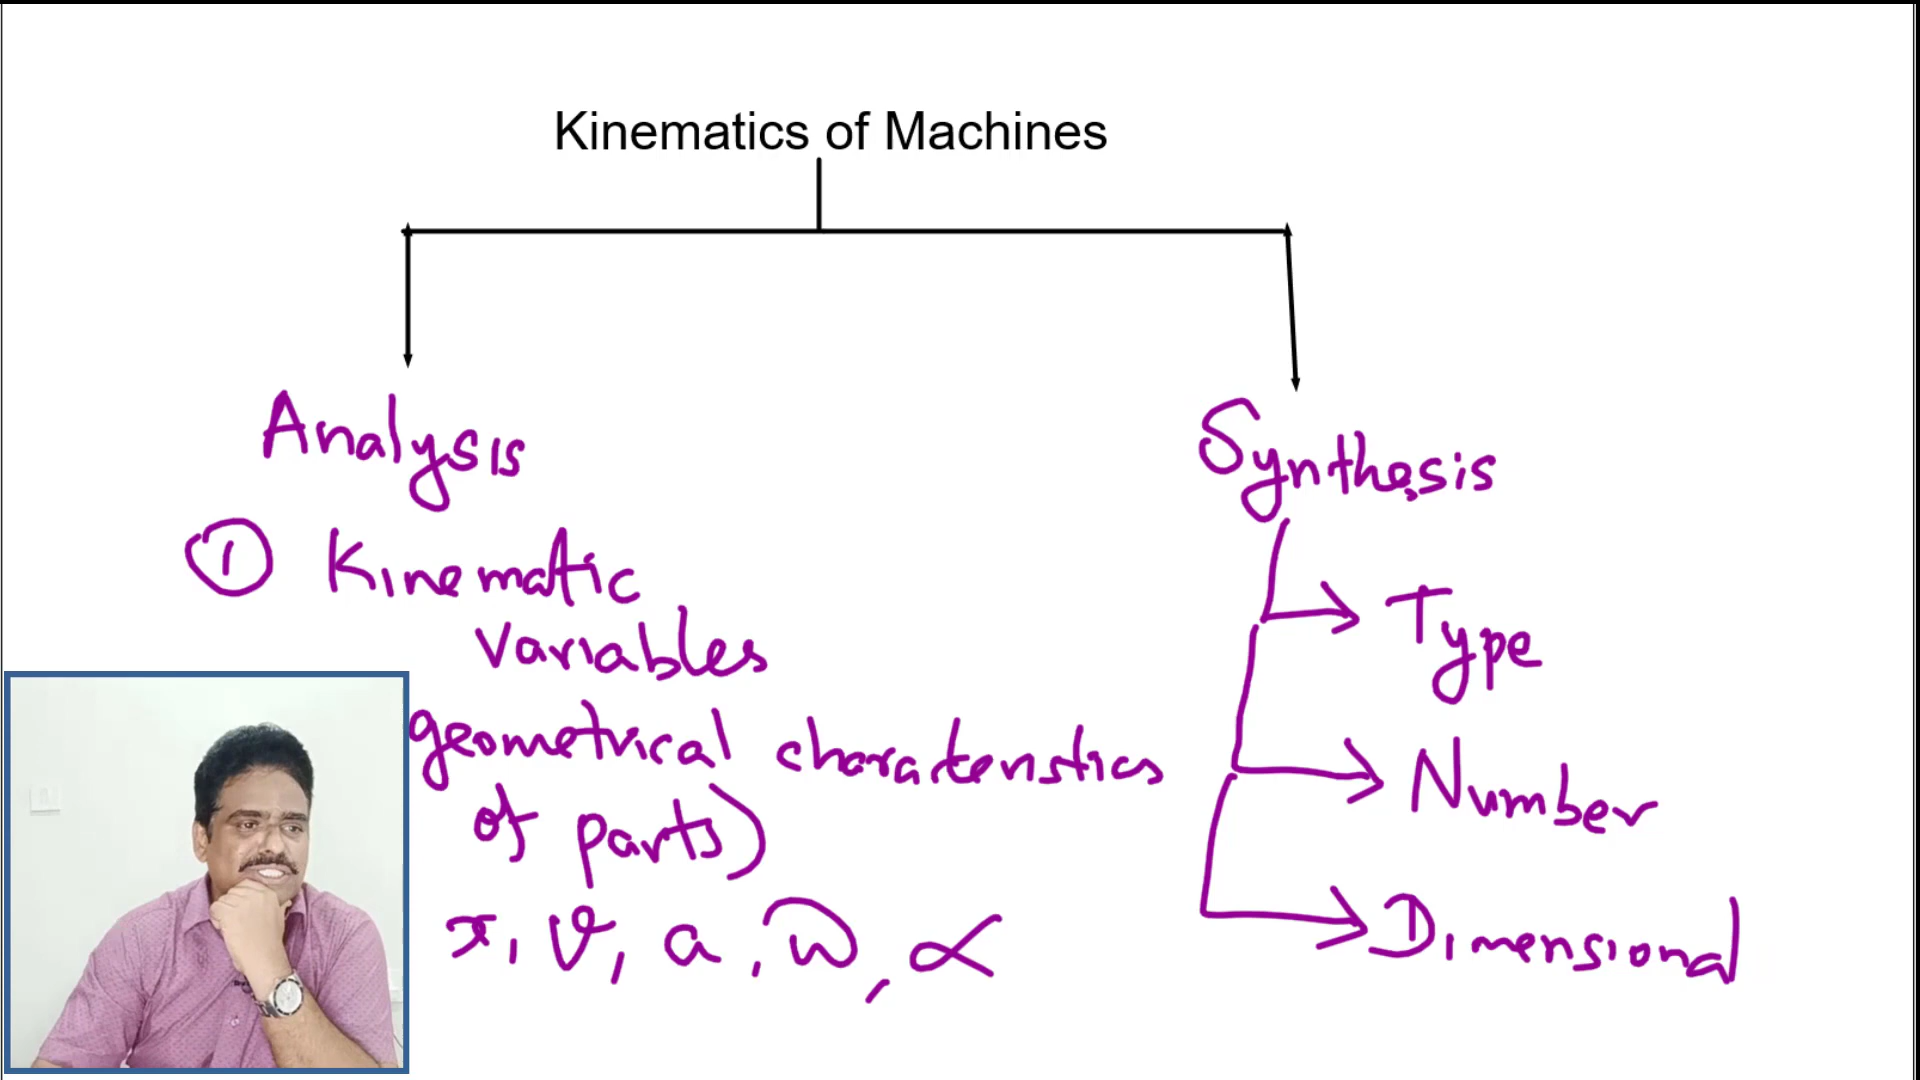 Kinematics of Machines
Analysis
① Kinematic
variables
geometrical characteristics
of parts)
x, v, a, ω, α
Synthesis
Type
Number
Dimensional